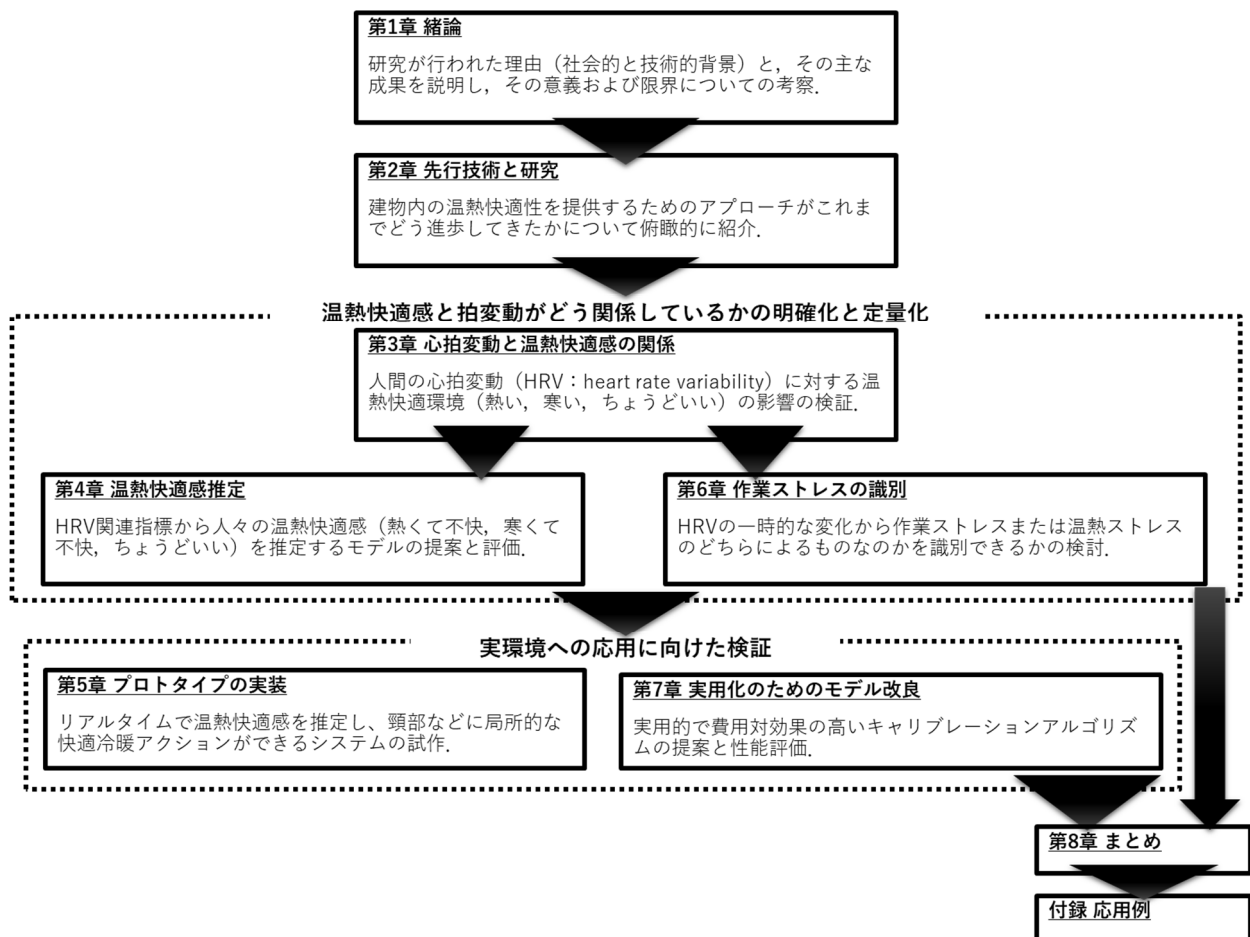 第1章 緒論
研究が行われた理由（社会的と技術的背景）と，その主な
成果を説明し，その意義および限界についての考察．
第2章 先行技術と研究
建物内の温熱快適性を提供するためのアプローチがこれま
でどう進歩してきたかについて俯瞰的に紹介．
温熱快適感と拍変動がどう関係しているかの明確化と定量化
第3章 心拍変動と温熱快適感の関係
人間の心拍変動（HRV：heart rate variability）に対する温
熱快適環境（熱い，寒い，ちょうどいい）の影響の検証．
第4章 温熱快適感推定
HRV関連指標から人々の温熱快適感（熱くて不快，寒くて
不快，ちょうどいい）を推定するモデルの提案と評価．
第6章 作業ストレスの識別
HRVの一時的な変化から作業ストレスまたは温熱ストレス
のどちらによるものなのかを識別できるかの検討．
実環境への応用に向けた検証
第5章 プロトタイプの実装
リアルタイムで温熱快適感を推定し、頸部などに局所的な
快適冷暖アクションができるシステムの試作．
第7章 実用化のためのモデル改良
実用的で費用対効果の高いキャリブレーションアルゴリズ
ムの提案と性能評価．
第8章 まとめ
付録 応用例